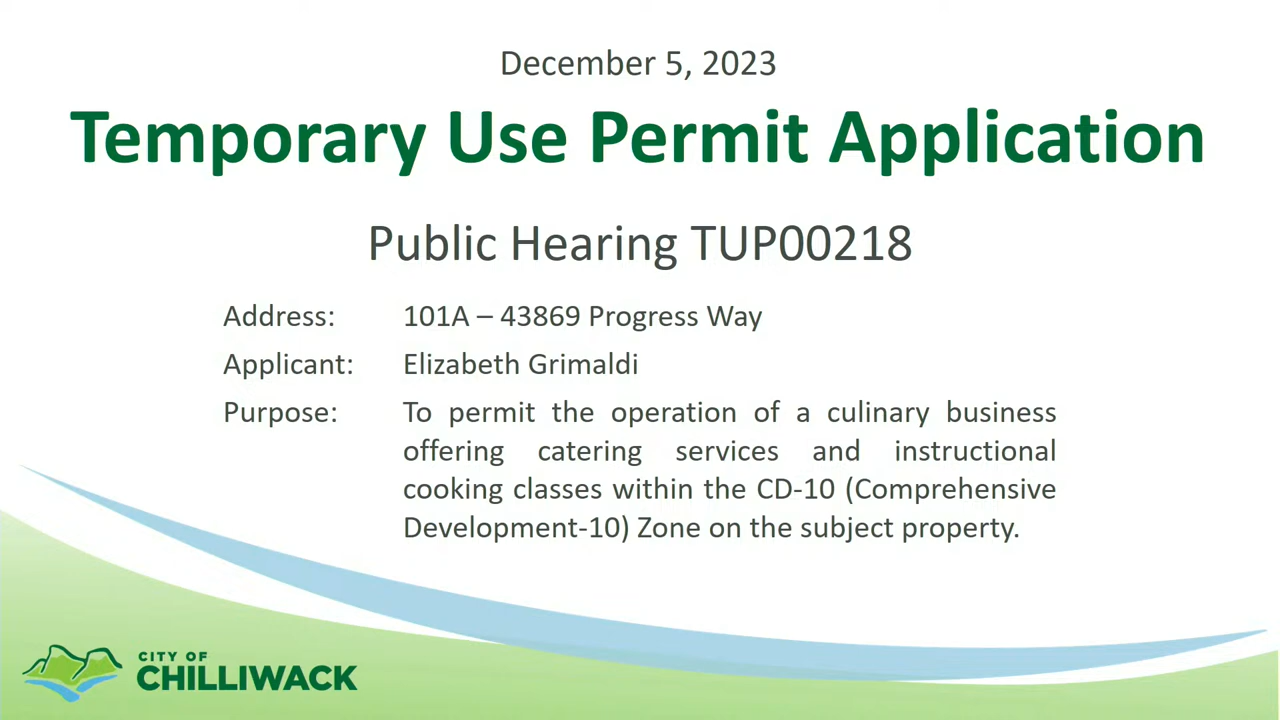 December 5, 2023
Temporary Use Permit Application
Public Hearing TUP00218
Address: 101A – 43869 Progress Way
Applicant: Elizabeth Grimaldi
Purpose: To permit the operation of a culinary business
offering catering services and instructional
cooking classes within the CD-10 (Comprehensive
Development-10) Zone on the subject property.
CITY OF
CHILLIWACK